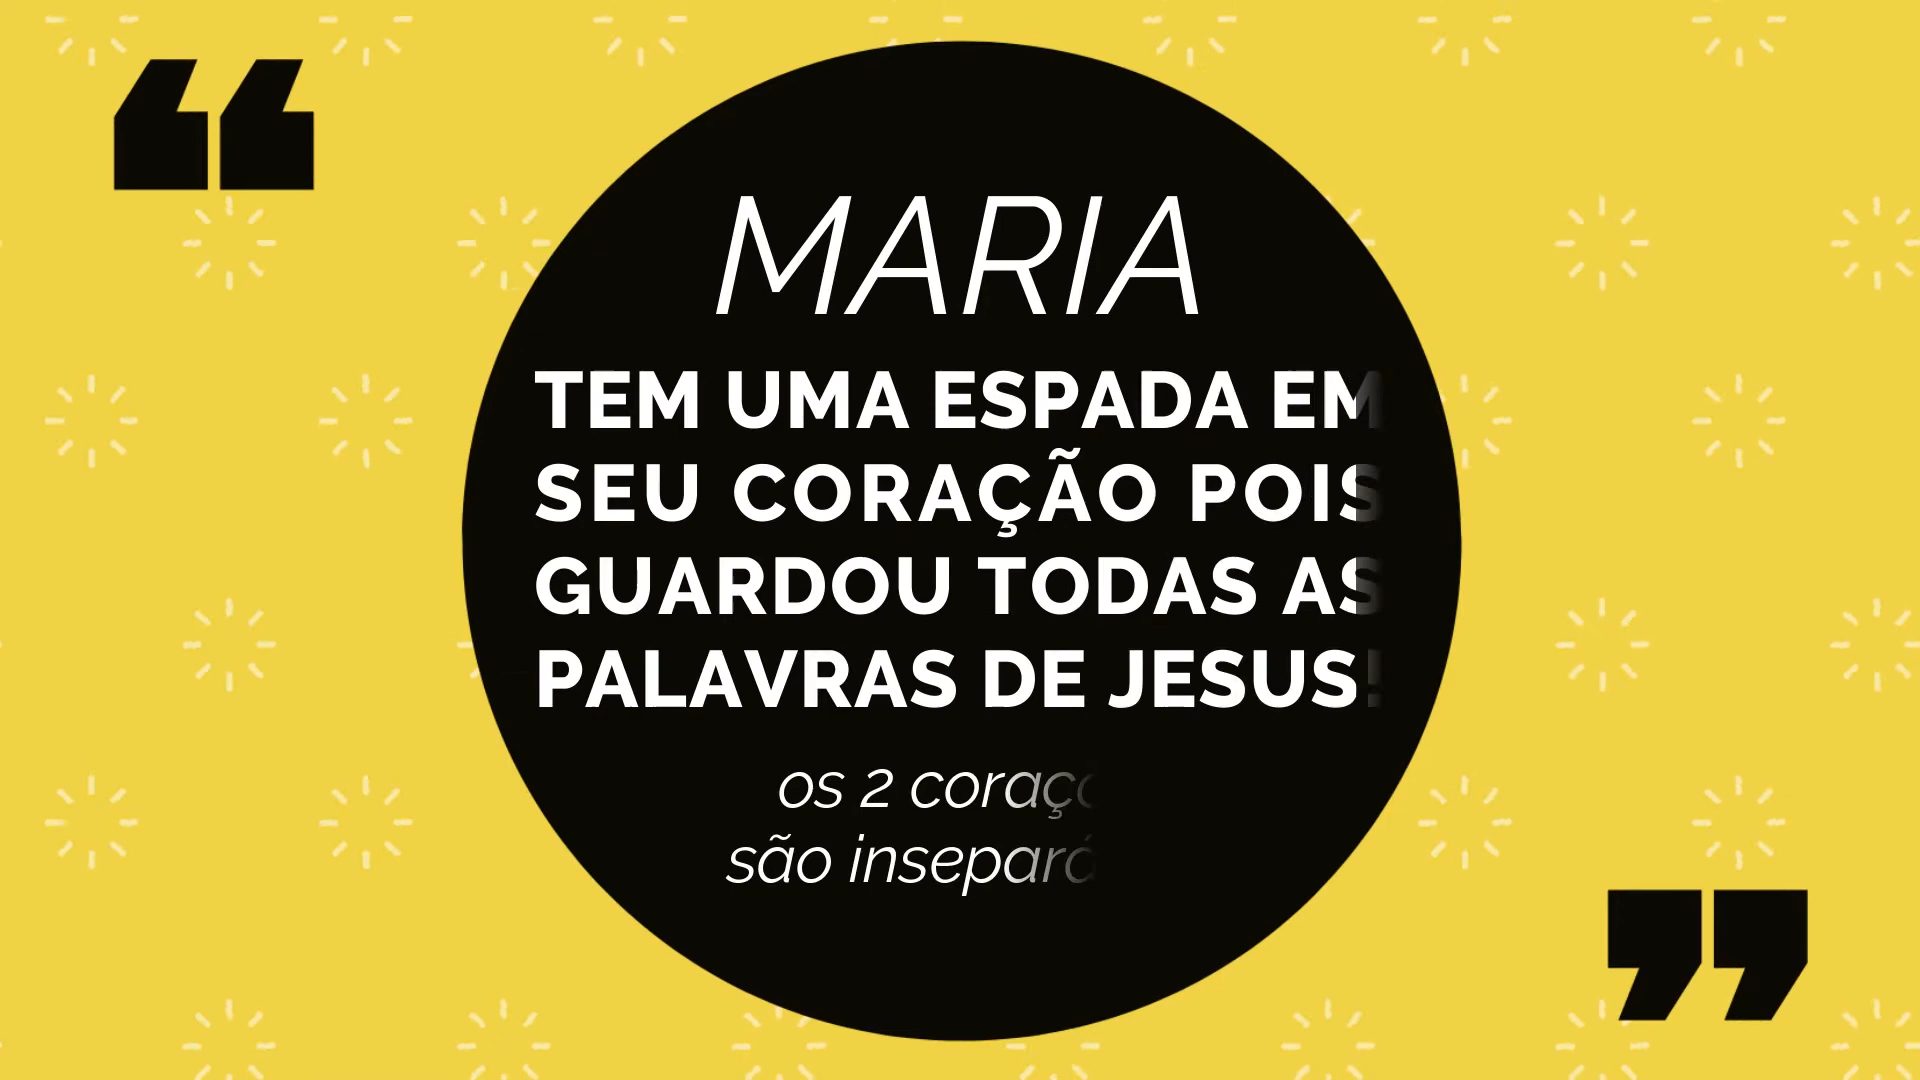 MARIA
TEM UMA ESPADA EM
SEU CORAÇÃO POIS
GUARDOU TODAS AS
PALAVRAS DE JESUS!
os 2
são